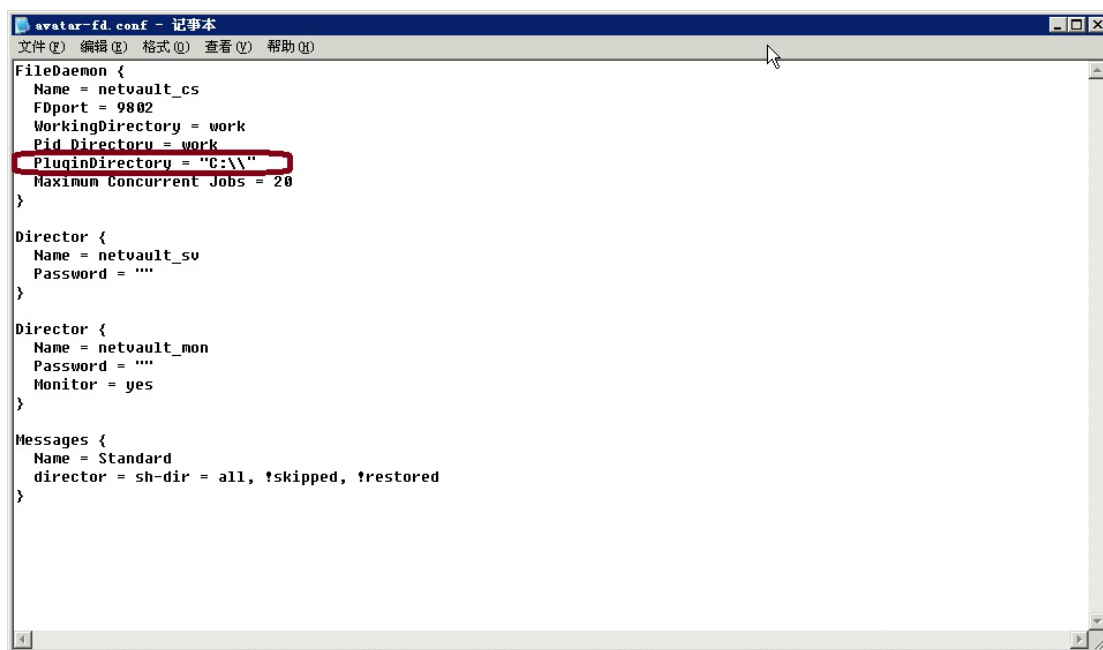 avatar-fd.conf - 记事本
文件(F) 编辑(E) 格式(O) 查看(V) 帮助(H)
FileDaemon {
  Name = netvault_cs
  FDport = 9802
  WorkingDirectory = work
  Pid Directory = work
  PluginDirectory = "C:\\"
  Maximum Concurrent Jobs = 20
}

Director {
  Name = netvault_sv
  Password = ""
}

Director {
  Name = netvault_mon
  Password = ""
  Monitor = yes
}

Messages {
  Name = Standard
  director = sh-dir = all, !skipped, !restored
}